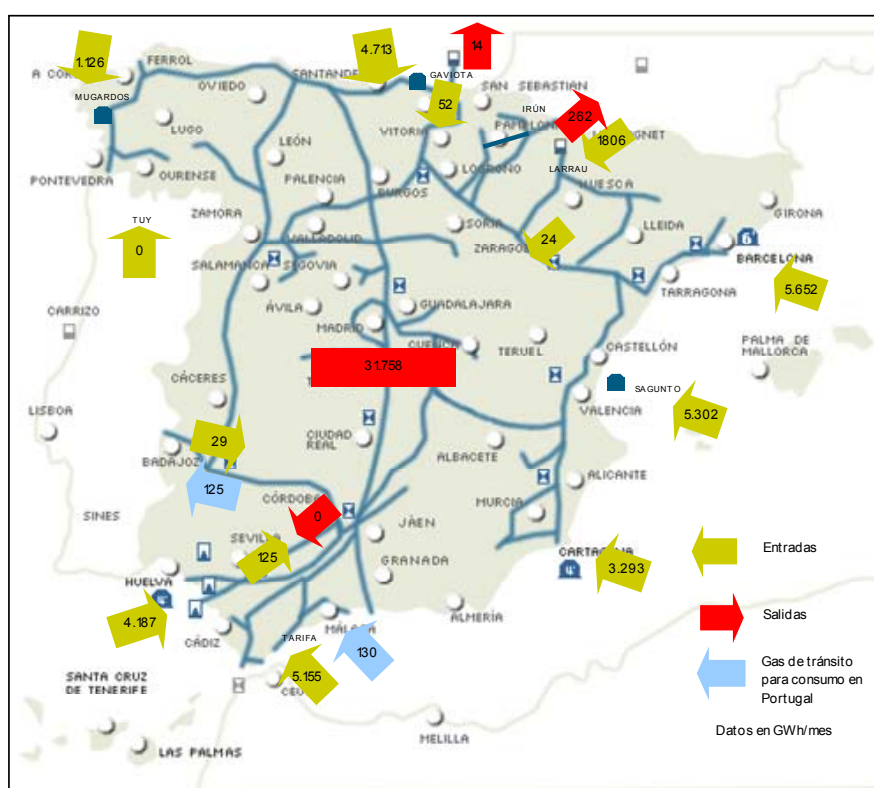 1.126
FERROL
4.713
14
A COR
SANTANDE
GAVIOTA
MUGARDOS
OVIEDO
SAN SEBASTIAN
52
IRÚN
262
LUGO
VITORIA
PAMPLONA
1806
LEÓN
LARRAU
PONTEVEDRA
OURENSE
PALENCIA
BURGOS
LOGROÑO
HUESCA
GIRONA
ZAMORA
SORIA
LLEIDA
TUY
0
VALLADOLID
ZARAGO
24
BARCELONA
SALAMANCA
SEGOVIA
TARRAGONA
5.652
CARRIZO
ÁVILA
GUADALAJARA
MADRID
CUENCA
TERUEL
CASTELLÓN
PALMA DE
MALLORCA
31.758
CÁCERES
SAGUNTO
LISBOA
VALENCIA
5.302
29
CIUDAD
REAL
BADAJOZ
ALBACETE
ALICANTE
125
CÓRDOBA
MURCIA
SINES
0
JÁEN
SEVILLA
CARTAGENA
Entradas
125
GRANADA
3.293
HUELVA
4.187
CÁDIZ
MÁLAGA
ALMERÍA
Salidas
TARIFA
130
5.155
CEU
Gas de tránsito
para consumo en
Portugal
SANTA CRUZ
DE TENERIFE
MELILLA
Datos en GWh/mes
LAS PALMAS